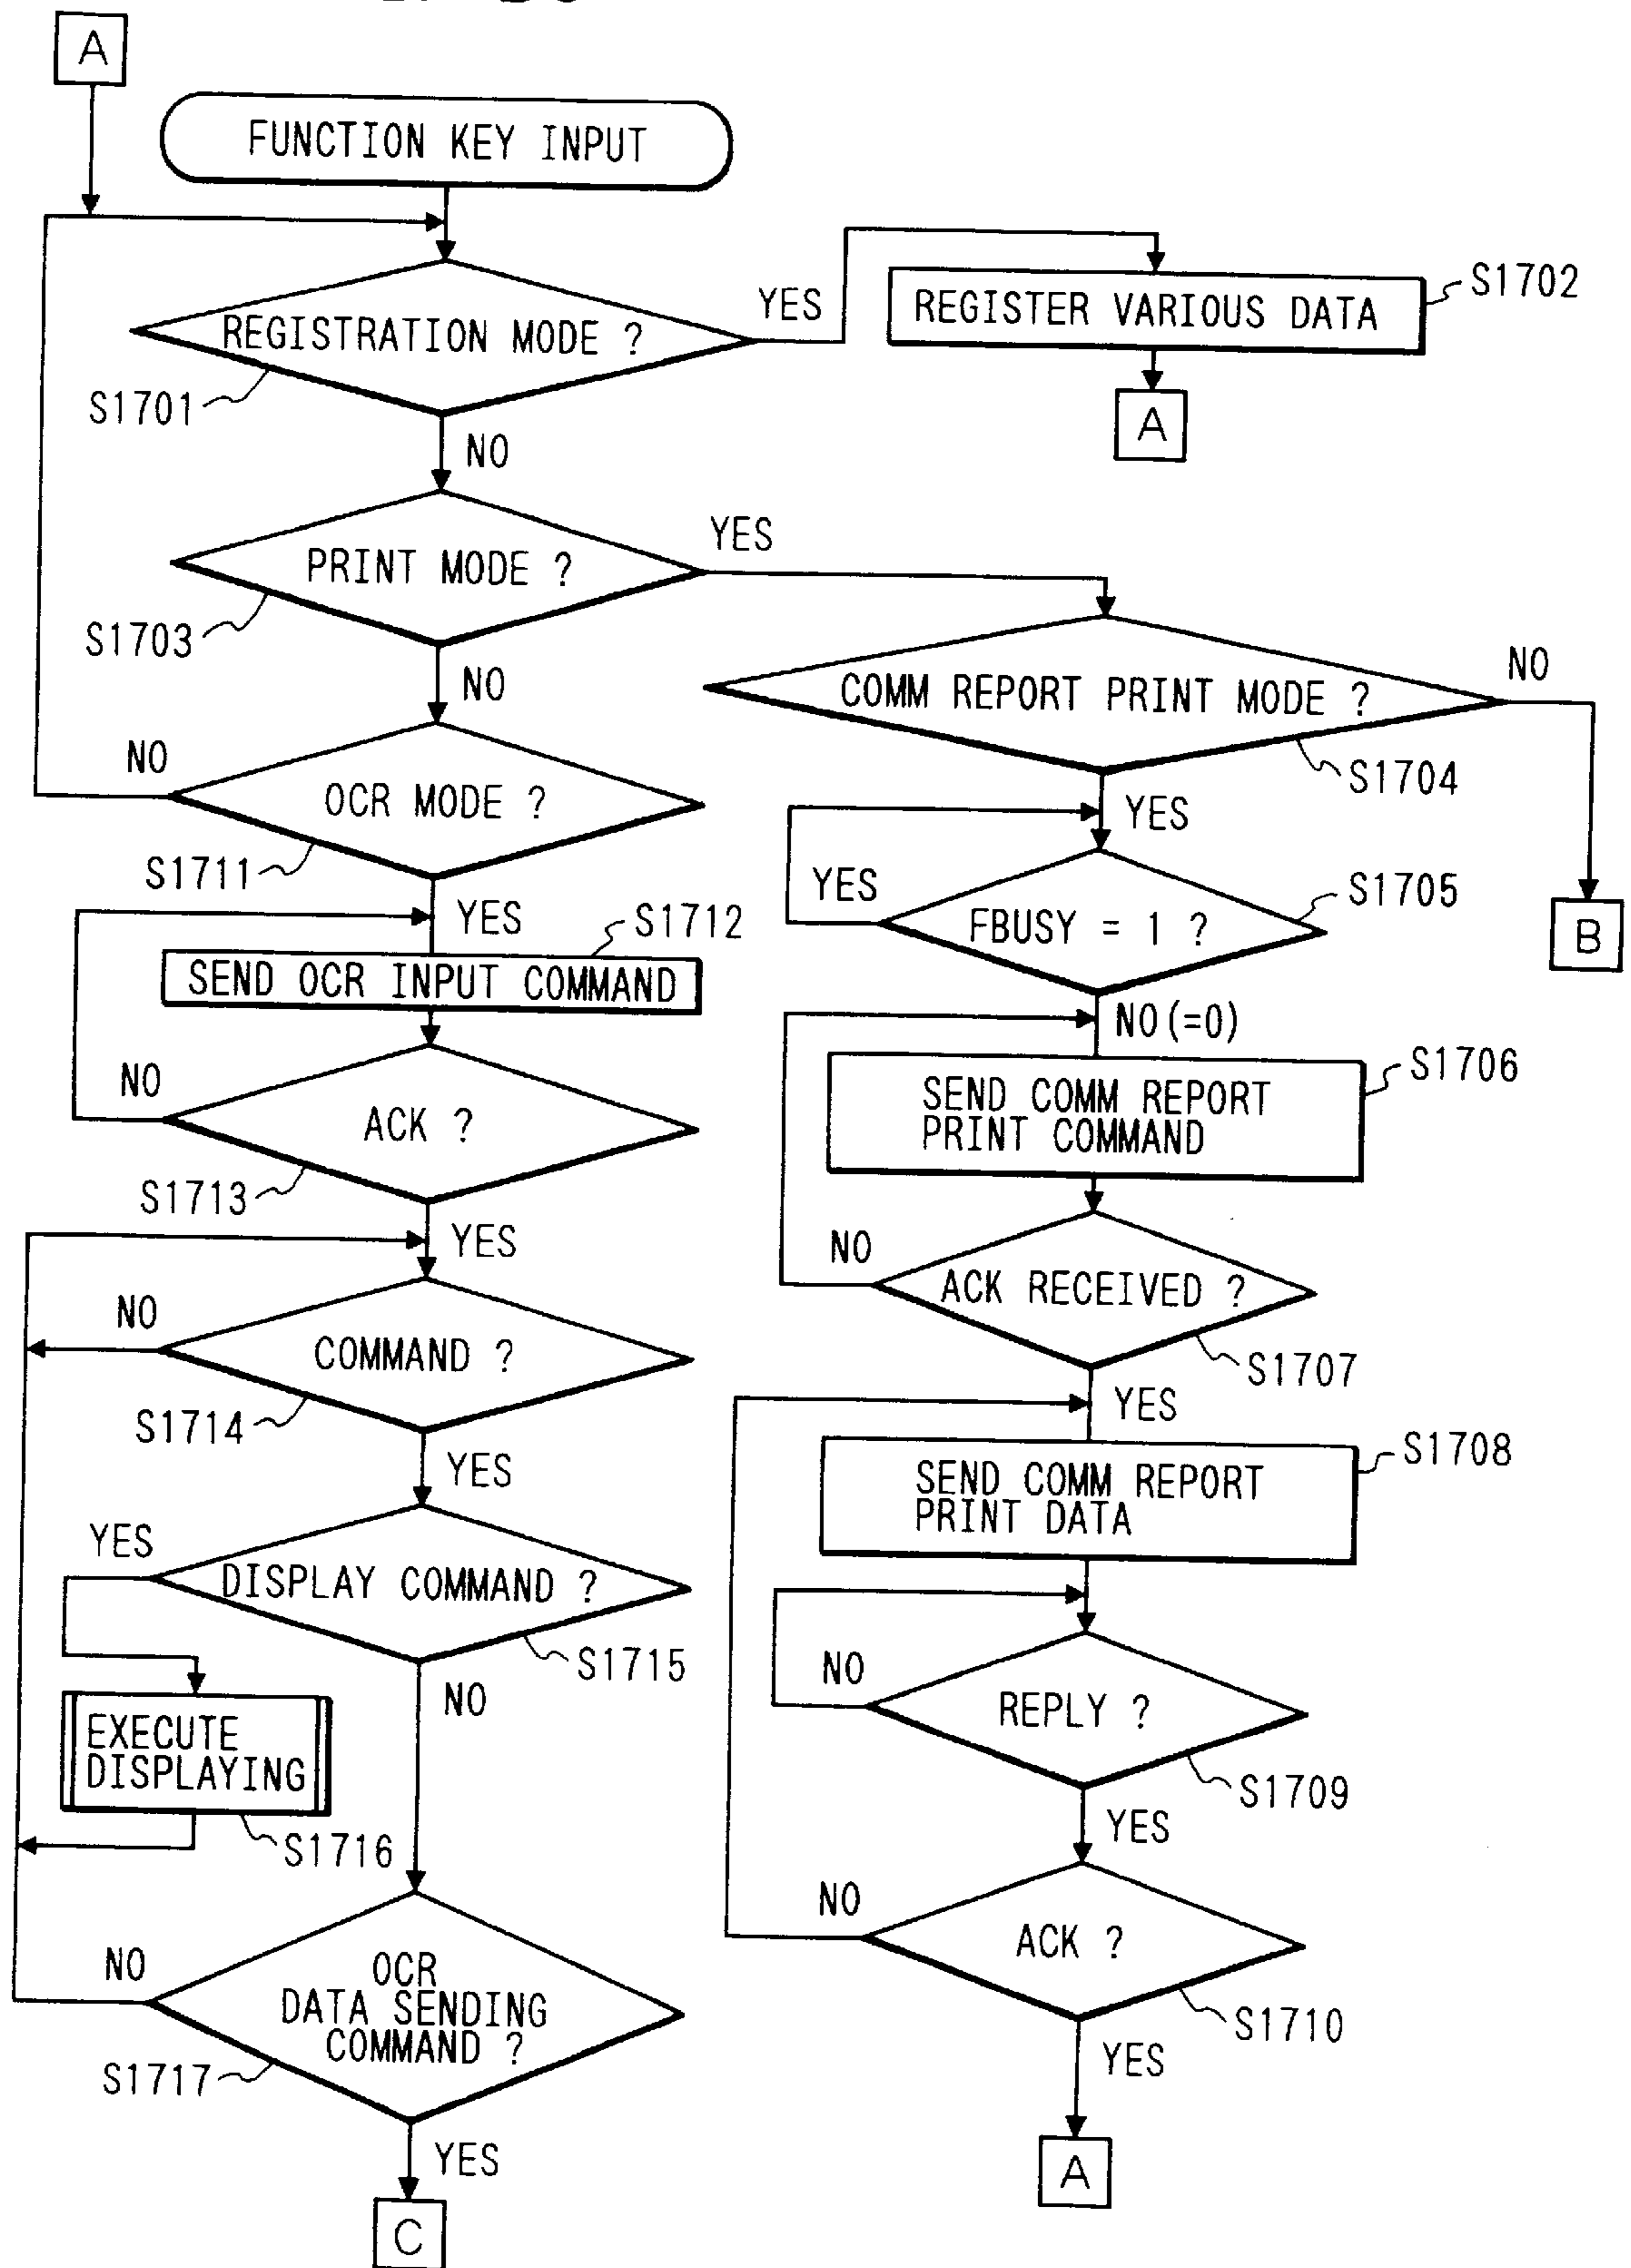 A
FUNCTION KEY INPUT
REGISTRATION MODE ?
S1701
YES
REGISTER VARIOUS DATA
S1702
A
NO
PRINT MODE ?
S1703
YES
COMM REPORT PRINT MODE ?
S1704
NO
B
NO
OCR MODE ?
S1711
NO
YES
SEND OCR INPUT COMMAND
S1712
ACK ?
S1713
NO
YES
COMMAND ?
S1714
NO
YES
DISPLAY COMMAND ?
S1715
YES
EXECUTE
DISPLAYING
S1716
NO
OCR
DATA SENDING
COMMAND ?
S1717
NO
YES
C
YES
FBUSY = 1 ?
S1705
YES
NO(=0)
SEND COMM REPORT
PRINT COMMAND
S1706
ACK RECEIVED ?
S1707
NO
YES
SEND COMM REPORT
PRINT DATA
S1708
REPLY ?
S1709
NO
YES
ACK ?
S1710
NO
YES
A